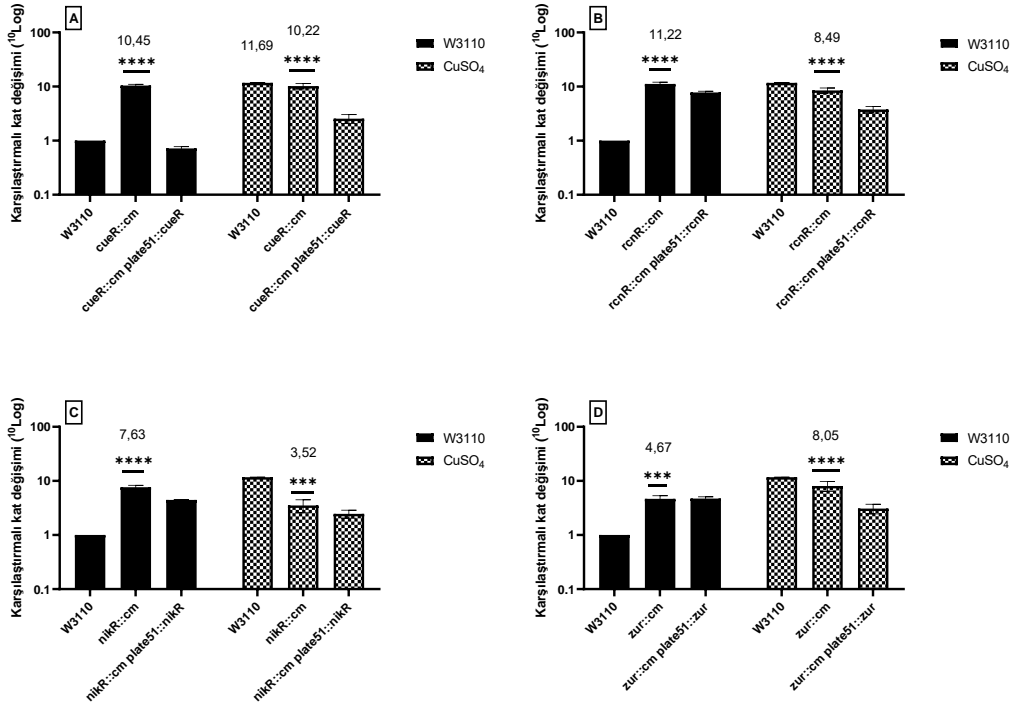 A
Karşılaştırmalı kat değişimi (¹⁰Log)
100
10
1
0.1
10,45
****
11,69
10,22
****
W3110
cueR::cm
cueR::cm plate51::cueR
W3110
cueR::cm
cueR::cm plate51::cueR
W3110
CuSO₄
B
Karşılaştırmalı kat değişimi (¹⁰Log)
100
10
1
0.1
11,22
****
8,49
****
W3110
rcnR::cm
rcnR::cm plate51::rcnR
W3110
rcnR::cm
rcnR::cm plate51::rcnR
W3110
CuSO₄
C
Karşılaştırmalı kat değişimi (¹⁰Log)
100
10
1
0.1
7,63
****
3,52
***
W3110
nikR::cm
nikR::cm plate51::nikR
W3110
nikR::cm
nikR::cm plate51::nikR
W3110
CuSO₄
D
Karşılaştırmalı kat değişimi (¹⁰Log)
100
10
1
0.1
4,67
***
8,05
****
W3110
zur::cm
zur::cm plate51::zur
W3110
zur::cm
zur::cm plate51::zur
W3110
CuSO₄